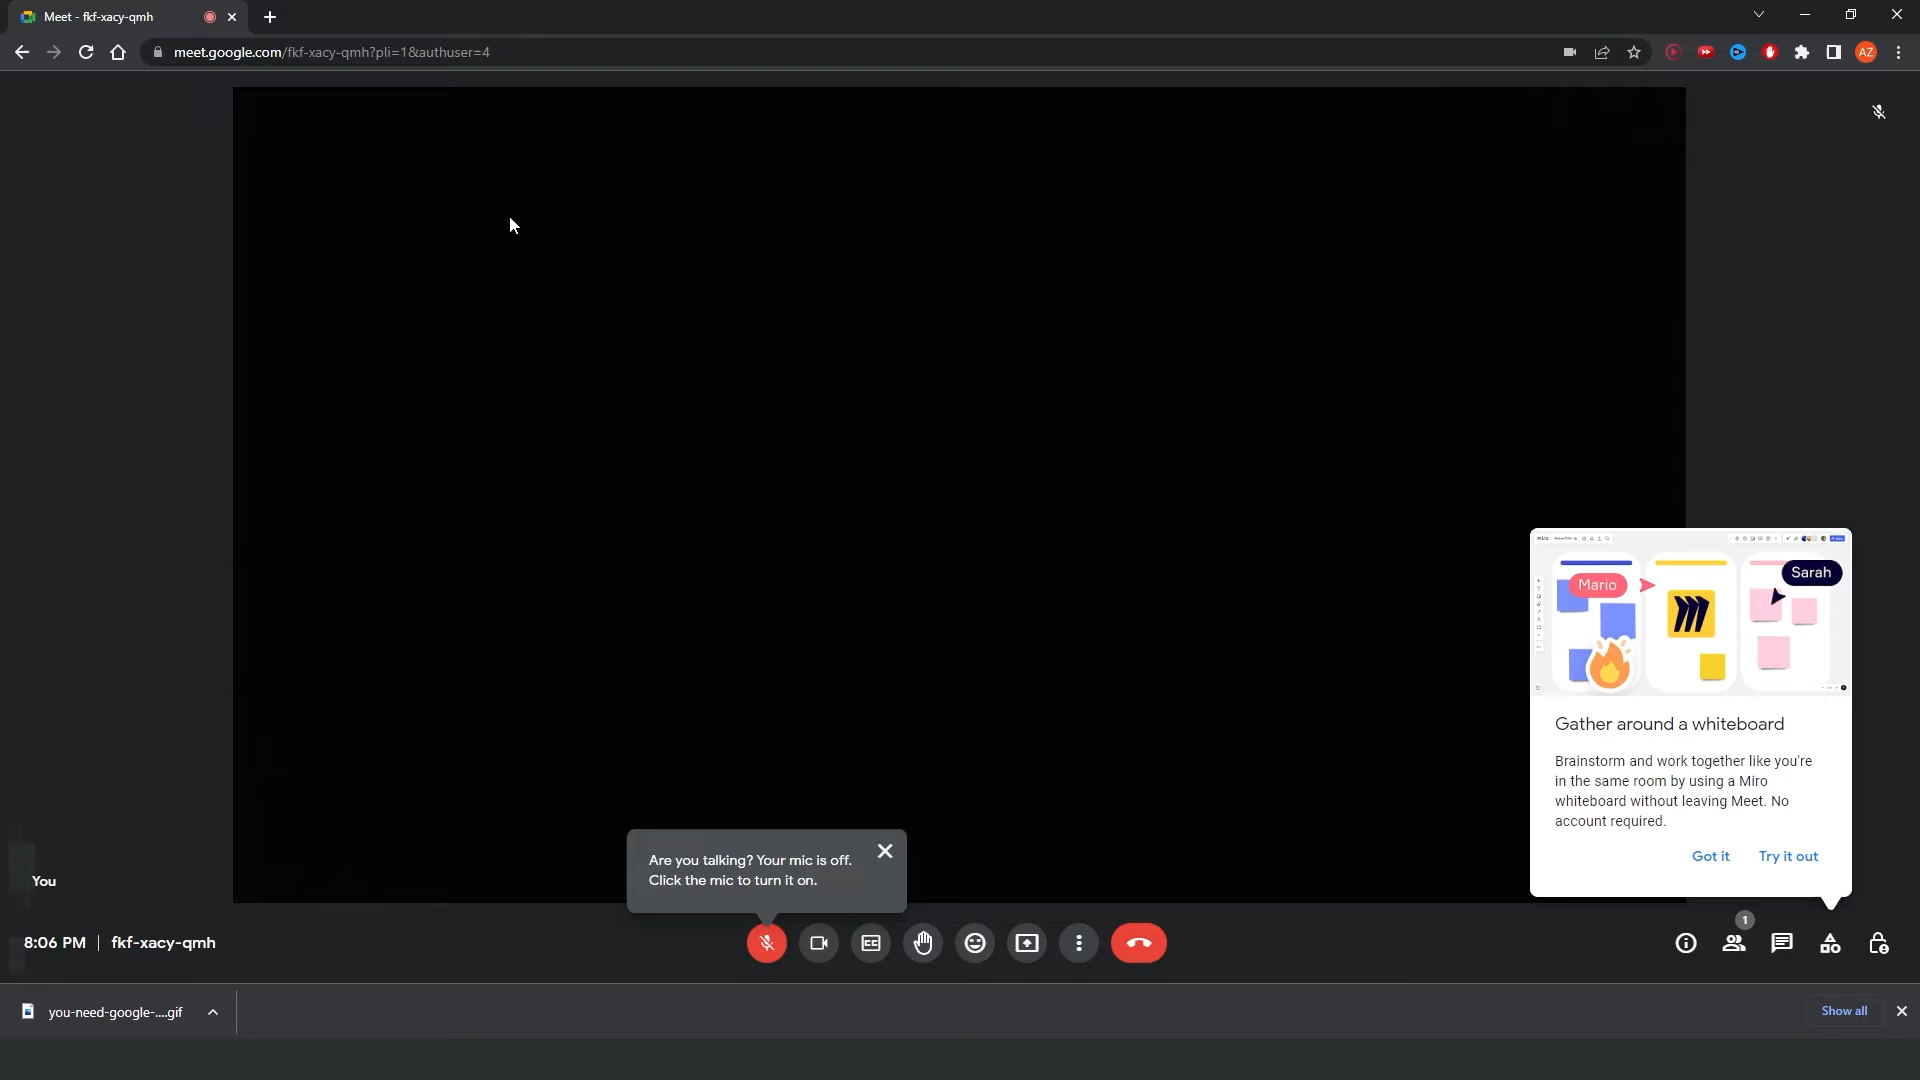 Meet - fkf-xacy-qmh
meet.google.com/fkf-xacy-qmh?pli=1&authuser=4
AZ
miro
Mario
Sarah
Gather around a whiteboard
Brainstorm and work together like you're
in the same room by using a Miro
whiteboard without leaving Meet. No
account required.
Got it
Try it out
Are you talking? Your mic is off.
Click the mic to turn it on.
You
8:06 PM | fkf-xacy-qmh
CC
1
you-need-google-....gif
Show all